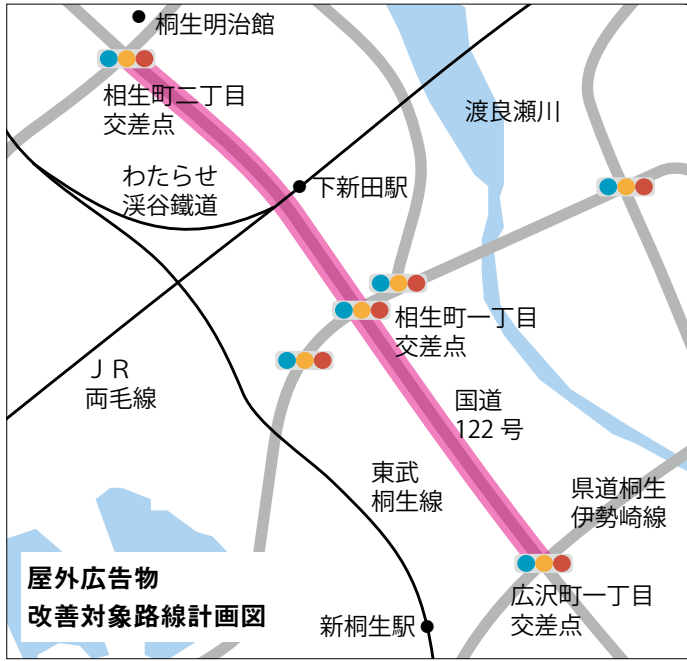 桐生明治館
相生町二丁目
交差点
渡良瀬川
わたらせ
渓谷鐵道
下新田駅
相生町一丁目
交差点
ＪＲ
両毛線
国道
122 号
東武
桐生線
県道桐生
伊勢崎線
屋外広告物
改善対象路線計画図
広沢町一丁目
交差点
新桐生駅